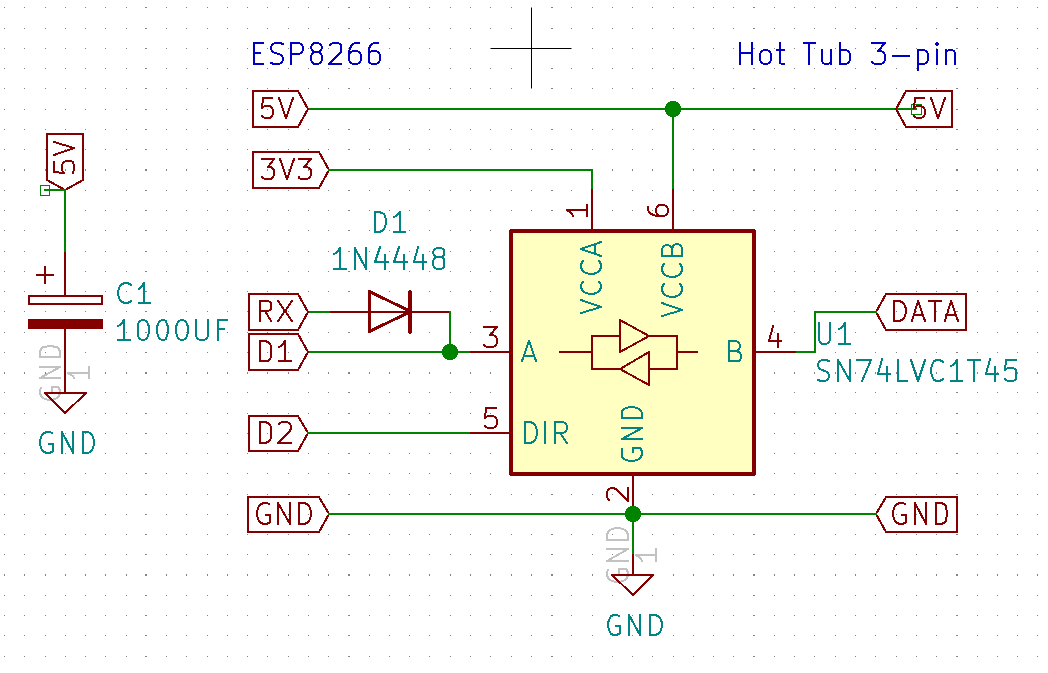 ESP8266
Hot Tub 3-pin
5V
5V
5V
3V3
1
6
D1
1N4448
VCCA
VCCB
+
C1
1000UF
RX
DATA
D1
3
A
B
4
U1
SN74LVC1T45
GND
1
GND
D2
5
DIR
GND
GND
2
GND
GND
1
GND